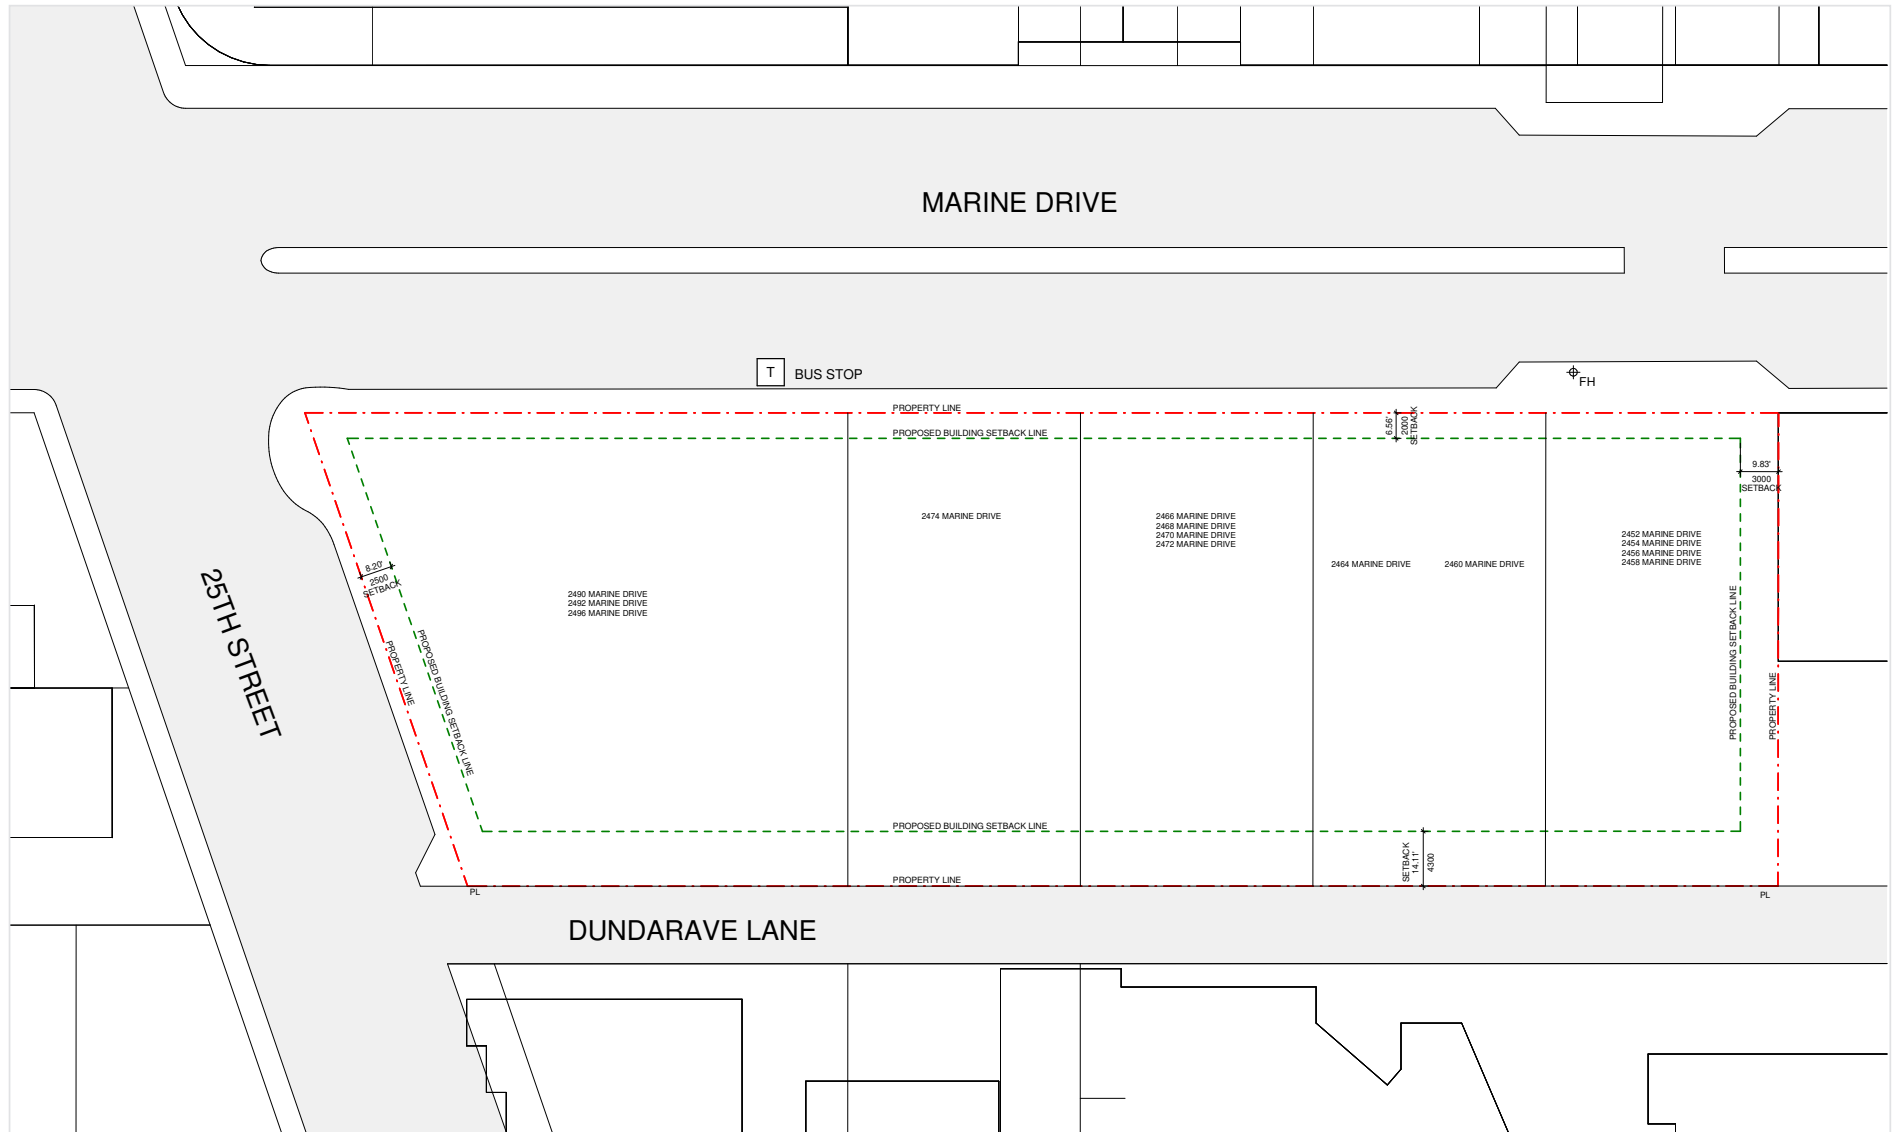 MARINE DRIVE
T
BUS STOP
FH
PROPERTY LINE
6.56'
2000
SETBACK
PROPOSED BUILDING SETBACK LINE
9.83'
3000
SETBACK
2474 MARINE DRIVE
2466 MARINE DRIVE
2468 MARINE DRIVE
2470 MARINE DRIVE
2472 MARINE DRIVE
2464 MARINE DRIVE
2460 MARINE DRIVE
2452 MARINE DRIVE
2454 MARINE DRIVE
2456 MARINE DRIVE
2458 MARINE DRIVE
8.20'
2500
SETBACK
2490 MARINE DRIVE
2492 MARINE DRIVE
2496 MARINE DRIVE
25TH STREET
PROPERTY LINE
PROPOSED BUILDING SETBACK LINE
PROPOSED BUILDING SETBACK LINE
PROPERTY LINE
PROPOSED BUILDING SETBACK LINE
SETBACK
14.11'
4300
PROPERTY LINE
PL
PL
DUNDARAVE LANE